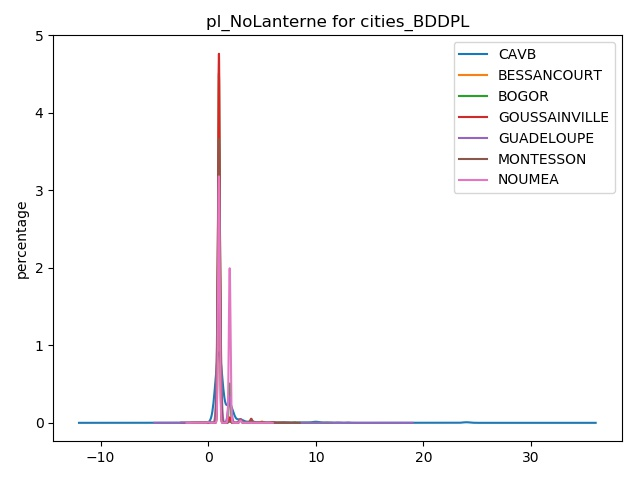 pl_NoLanterne for cities_BDDPL
percentage
5
4
3
2
1
0
−10
0
10
20
30
CAVB
BESSANCOURT
BOGOR
GOUSSAINVILLE
GUADELOUPE
MONTESSON
NOUMEA